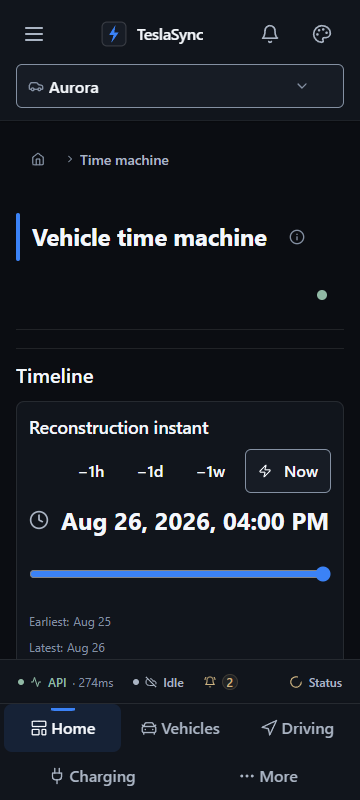 TeslaSync
Aurora
Time machine
Vehicle time machine
Timeline
Reconstruction instant
−1h −1d −1w Now
Aug 26, 2026, 04:00 PM
Earliest: Aug 25
Latest: Aug 26
API · 274ms Idle 2 Status
Home Vehicles Driving
Charging More